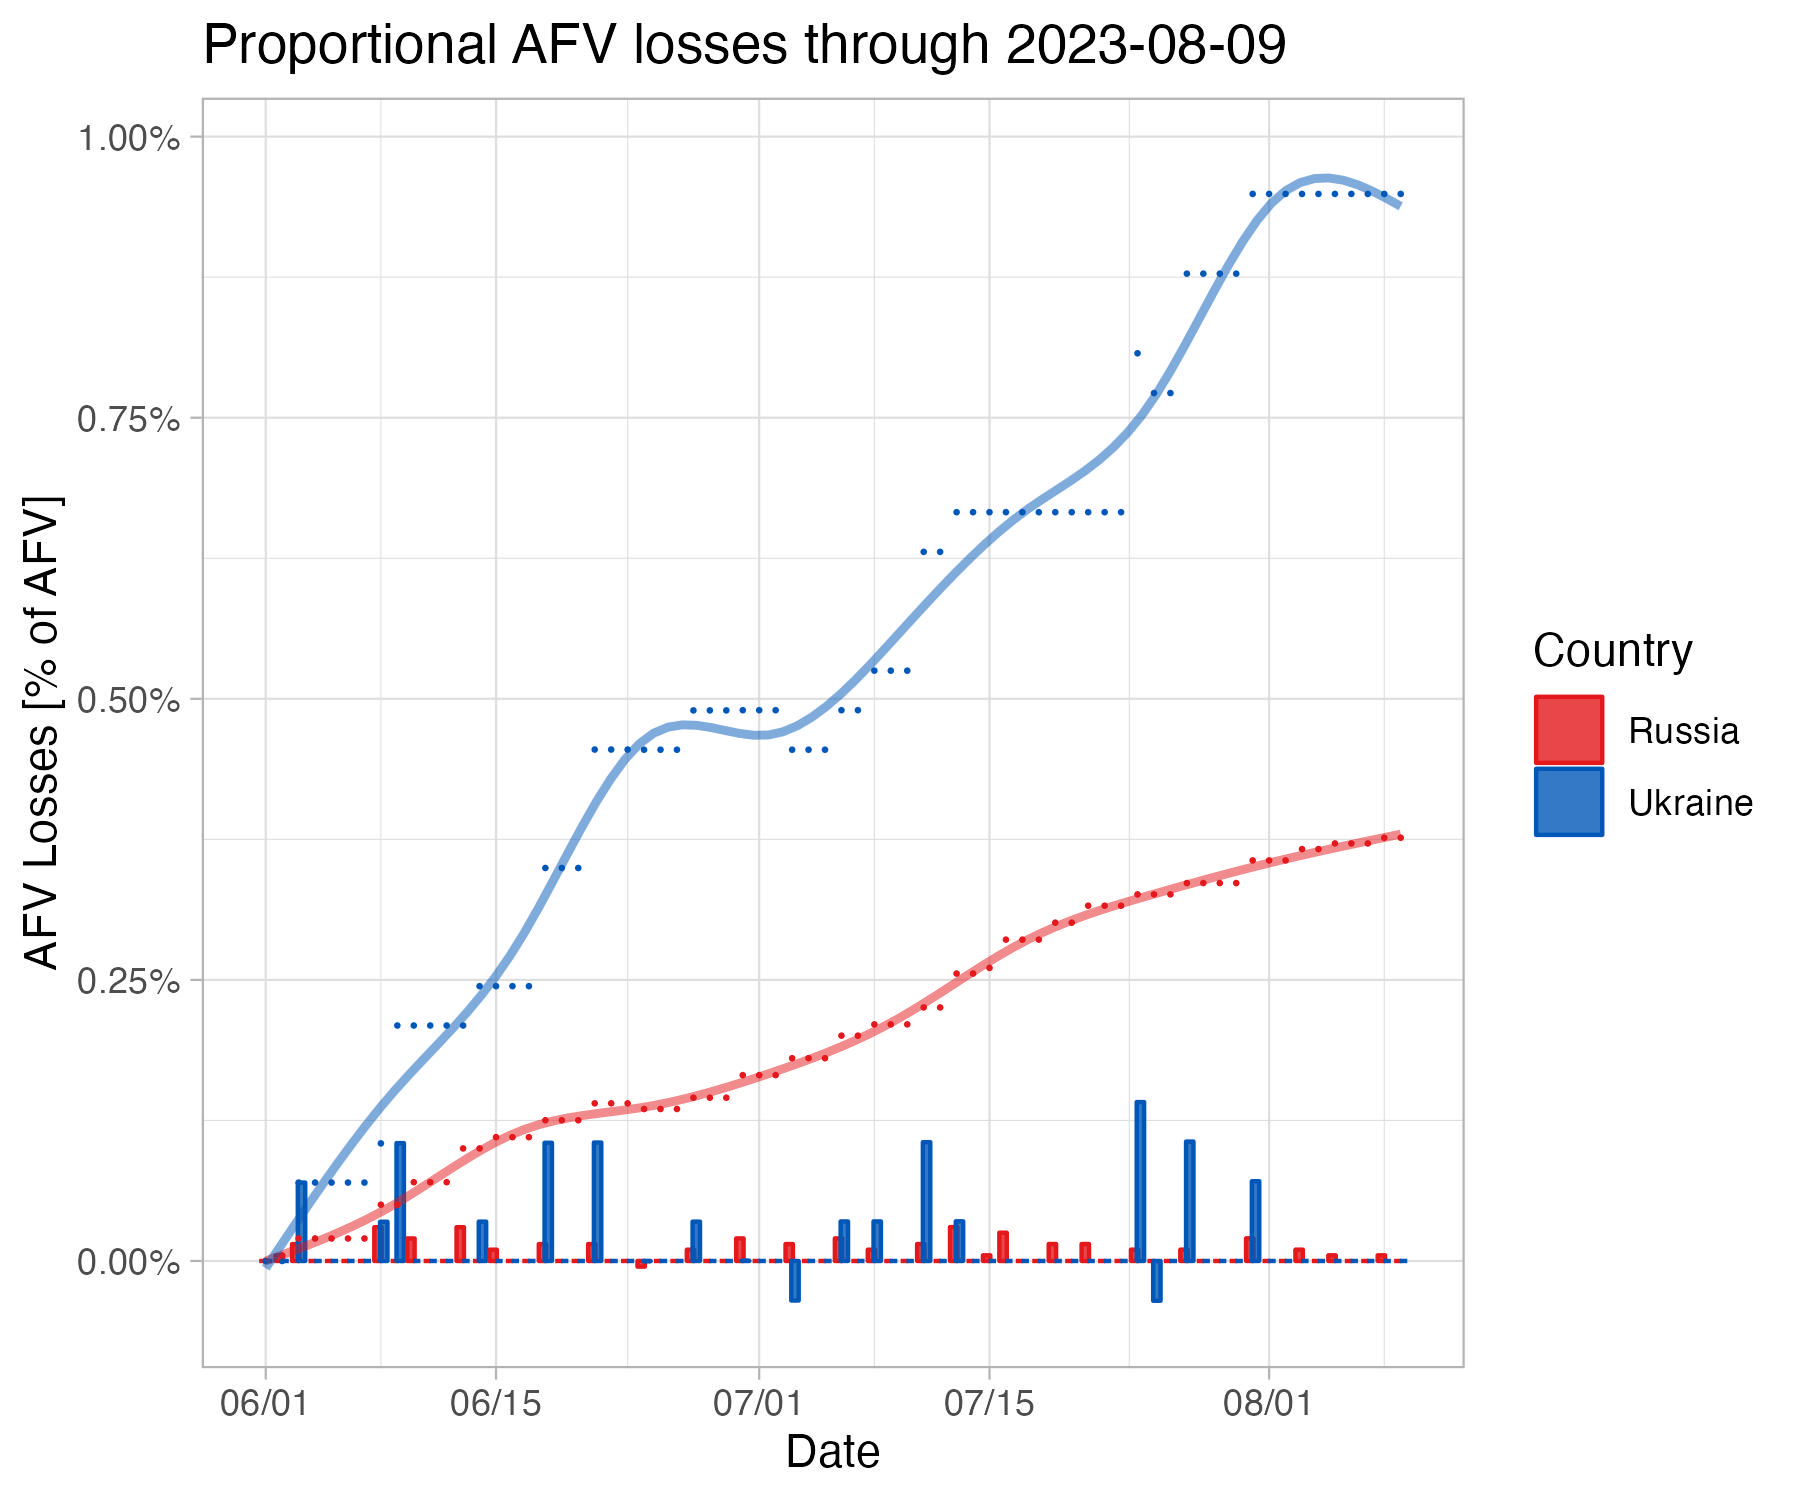 Proportional AFV losses through 2023-08-09
AFV Losses [% of AFV]
1.00%
0.75%
0.50%
0.25%
0.00%
06/01
06/15
07/01
07/15
08/01
Date
Country
Russia
Ukraine